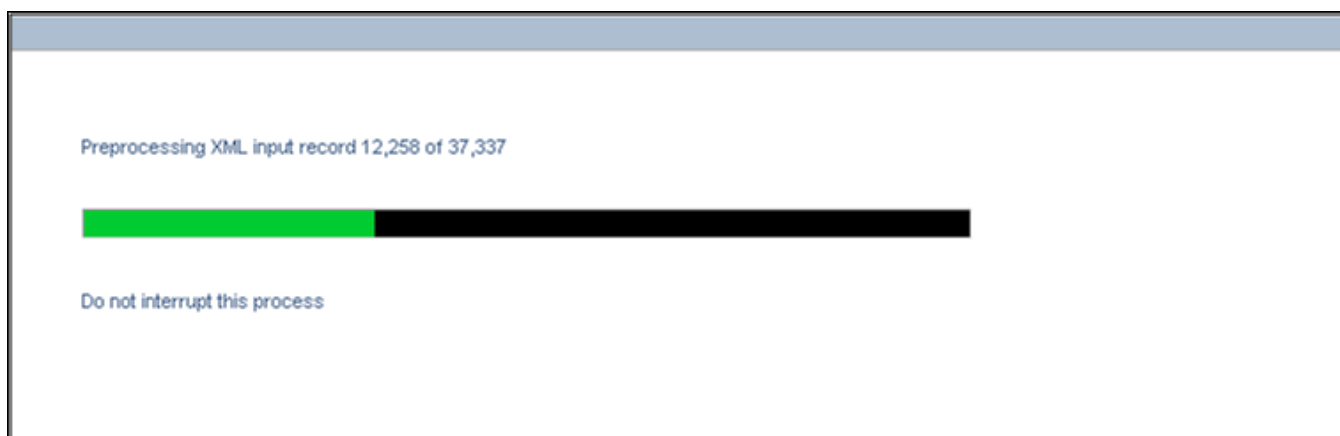 Preprocessing XML input record 12,258 of 37,337
Do not interrupt this process